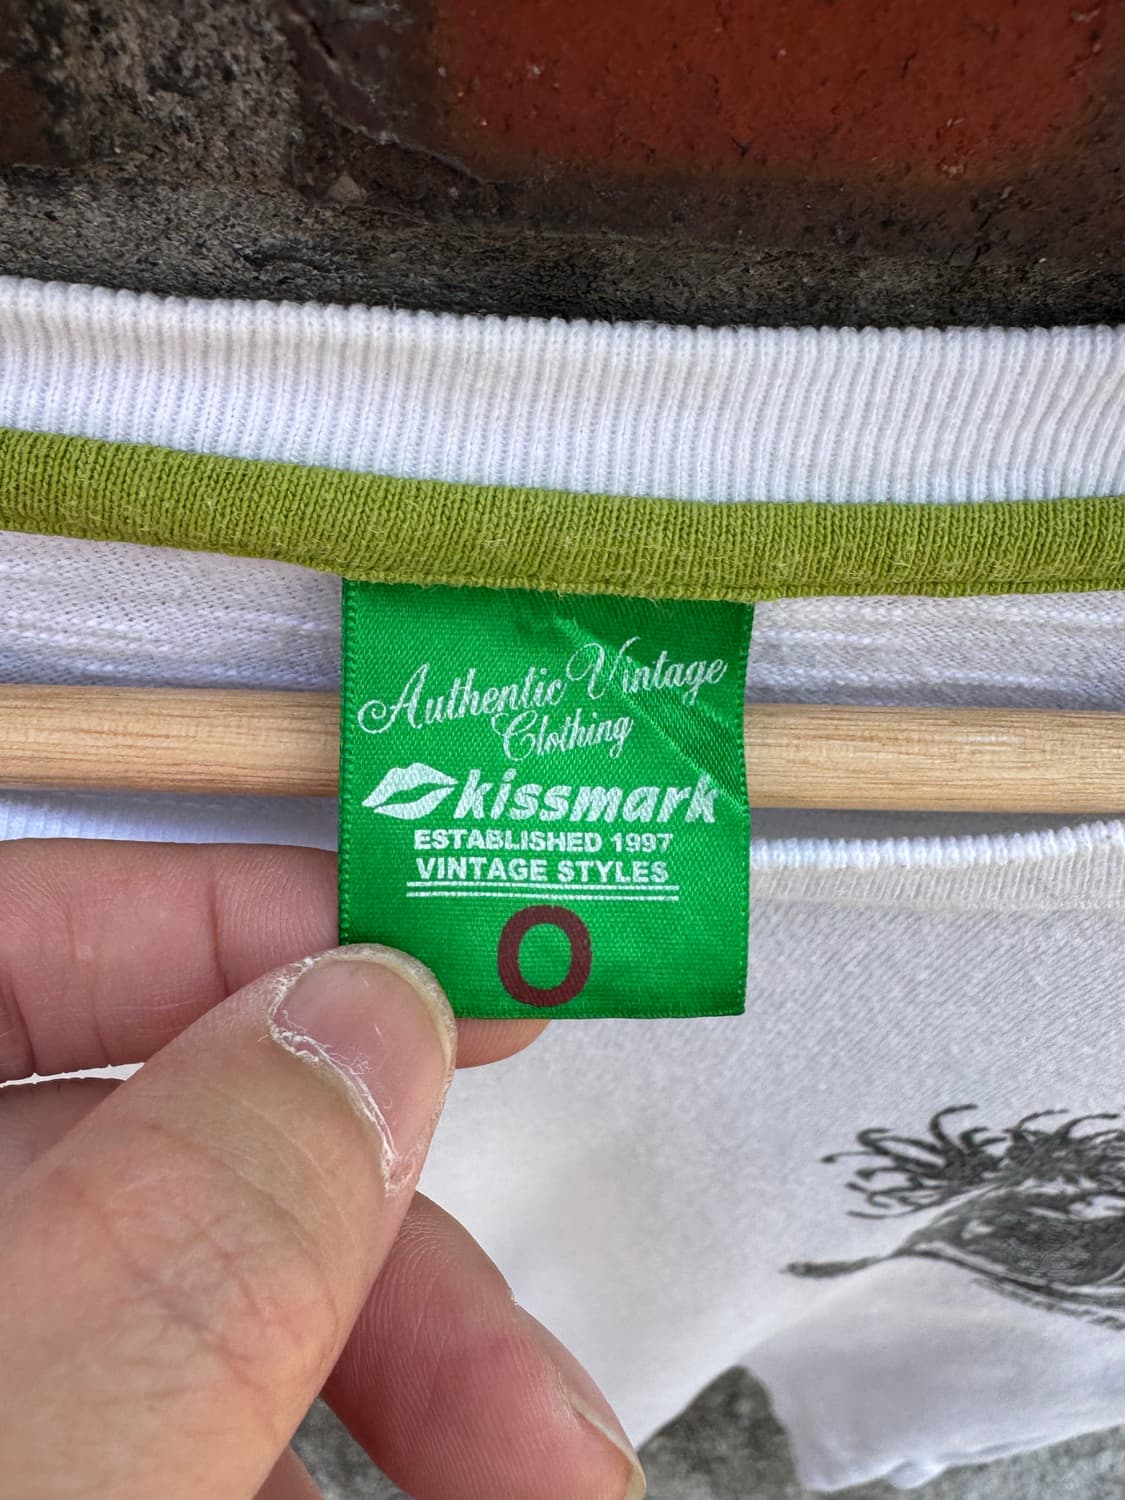 Authentic Vintage
Clothing
kissmark
ESTABLISHED 1997
VINTAGE STYLES
O